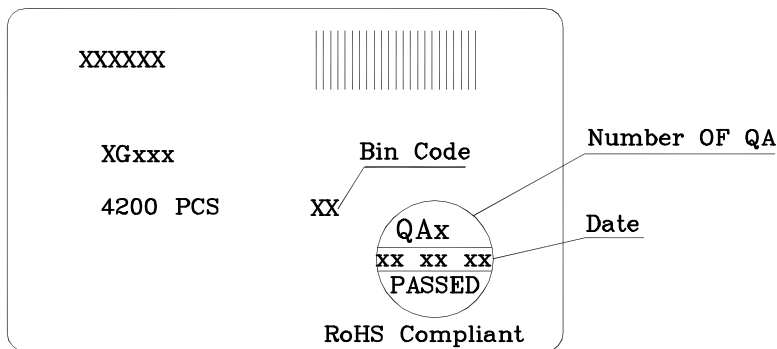 XXXXXX
Number OF QA
XGxxx
Bin Code
4200 PCS
XX
Date
QAx
xx xx xx
PASSED
RoHS Compliant